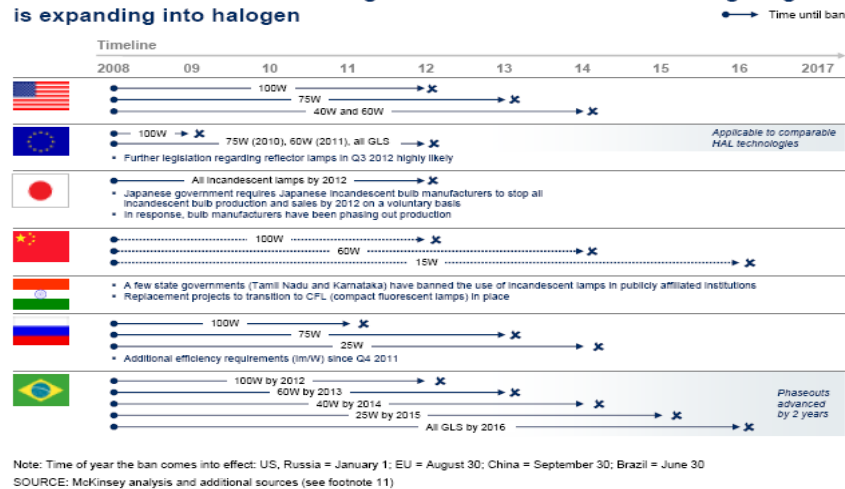 is expanding into halogen
Time until ban
Timeline
2008 09 10 11 12 13 14 15 16 2017
100W
75W
40W and 60W
100W
75W (2010), 60W (2011), all GLS
Applicable to comparable
HAL technologies
▪ Further legislation regarding reflector lamps in Q3 2012 highly likely
All incandescent lamps by 2012
▪ Japanese government requires Japanese incandescent bulb manufacturers to stop all
incandescent bulb production and sales by 2012 on a voluntary basis
▪ In response, bulb manufacturers have been phasing out production
100W
60W
15W
▪ A few state governments (Tamil Nadu and Karnataka) have banned the use of incandescent lamps in publicly affiliated institutions
▪ Replacement projects to transition to CFL (compact fluorescent lamps) in place
100W
75W
25W
▪ Additional efficiency requirements (lm/W) since Q4 2011
100W by 2012
60W by 2013
40W by 2014
25W by 2015
All GLS by 2016
Phaseouts
advanced
by 2 years
Note: Time of year the ban comes into effect: US, Russia = January 1; EU = August 30; China = September 30; Brazil = June 30
SOURCE: McKinsey analysis and additional sources (see footnote 11)